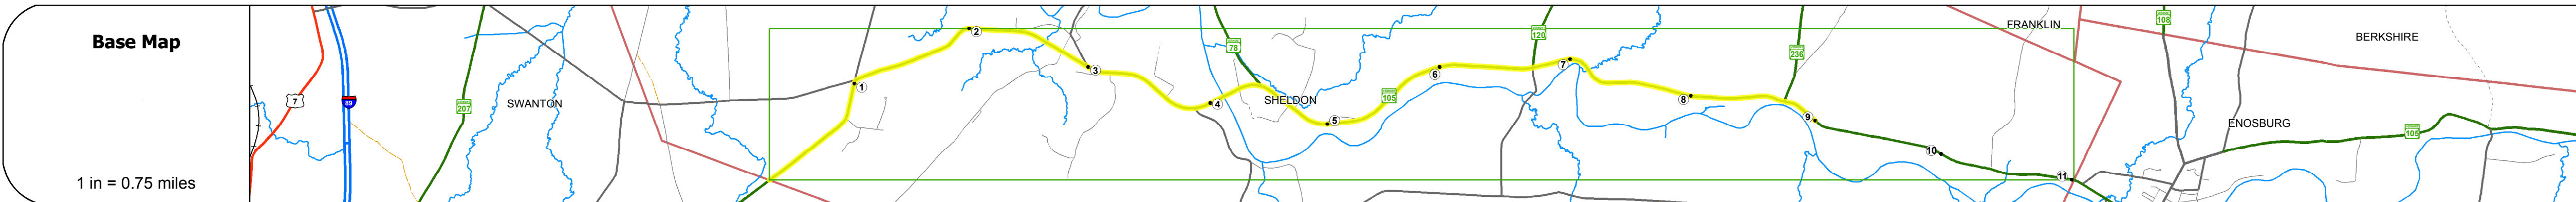 Base Map
1 in = 0.75 miles
7
89
207
SWANTON
1
2
3
4
78
SHELDON
5
105
6
120
7
8
236
9
10
11
FRANKLIN
108
BERKSHIRE
ENOSBURG
105